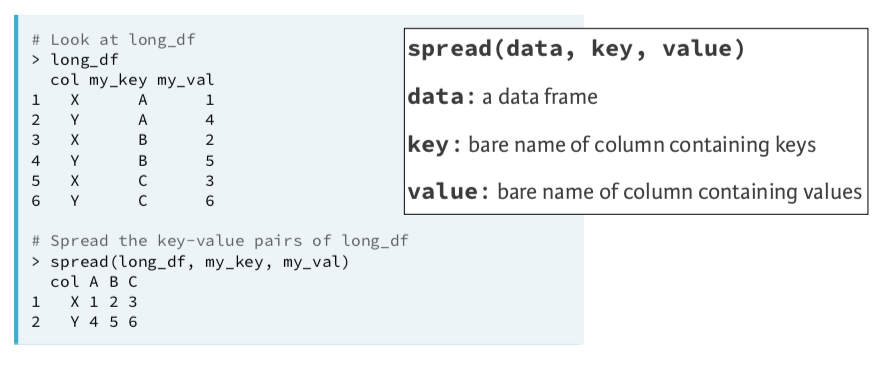 # Look at long_df
> long_df
  col my_key my_val
1   X      A      1
2   Y      A      4
3   X      B      2
4   Y      B      5
5   X      C      3
6   Y      C      6
# Spread the key-value pairs of long_df
> spread(long_df, my_key, my_val)
  col A B C
1   X 1 2 3
2   Y 4 5 6
spread(data, key, value)
data: a data frame
key: bare name of column containing keys
value: bare name of column containing values